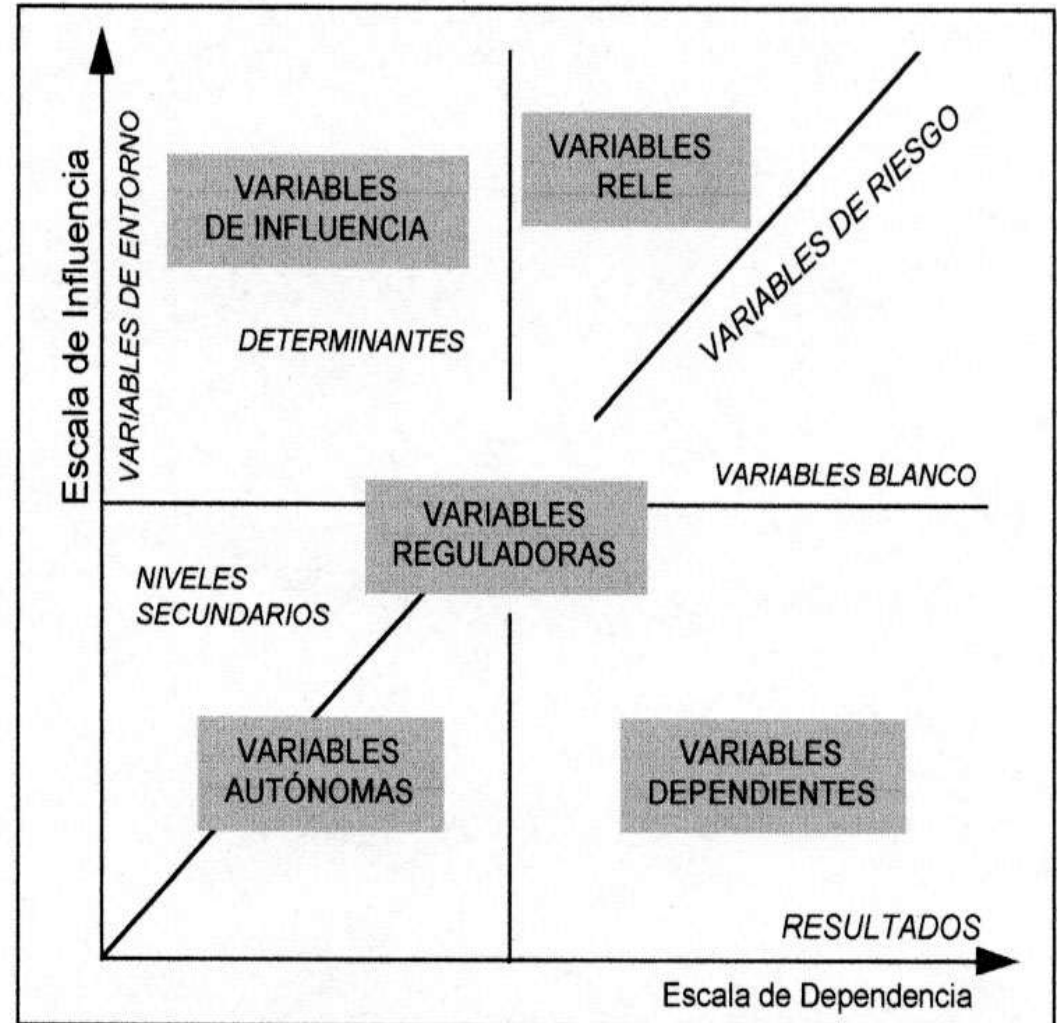 Escala de Influencia
VARIABLES DE ENTORNO
VARIABLES
DE INFLUENCIA
VARIABLES
RELE
VARIABLES DE RIESGO
DETERMINANTES
VARIABLES BLANCO
VARIABLES
REGULADORAS
NIVELES
SECUNDARIOS
VARIABLES
AUTÓNOMAS
VARIABLES
DEPENDIENTES
RESULTADOS
Escala de Dependencia